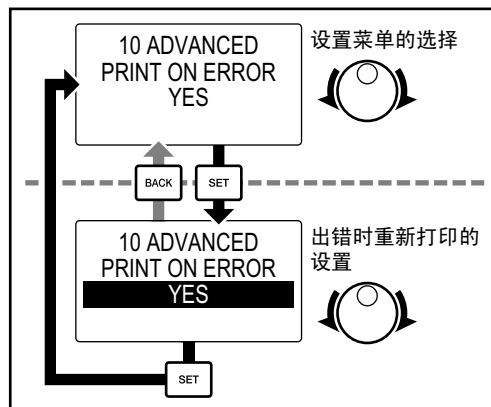 10 ADVANCED
PRINT ON ERROR
YES
设置菜单的选择
BACK
SET
10 ADVANCED
PRINT ON ERROR
YES
出错时重新打印的
设置
SET